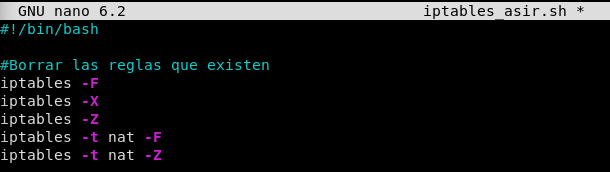 GNU nano 6.2 iptables_asir.sh *
#!/bin/bash
#Borrar las reglas que existen
iptables -F
iptables -X
iptables -Z
iptables -t nat -F
iptables -t nat -Z